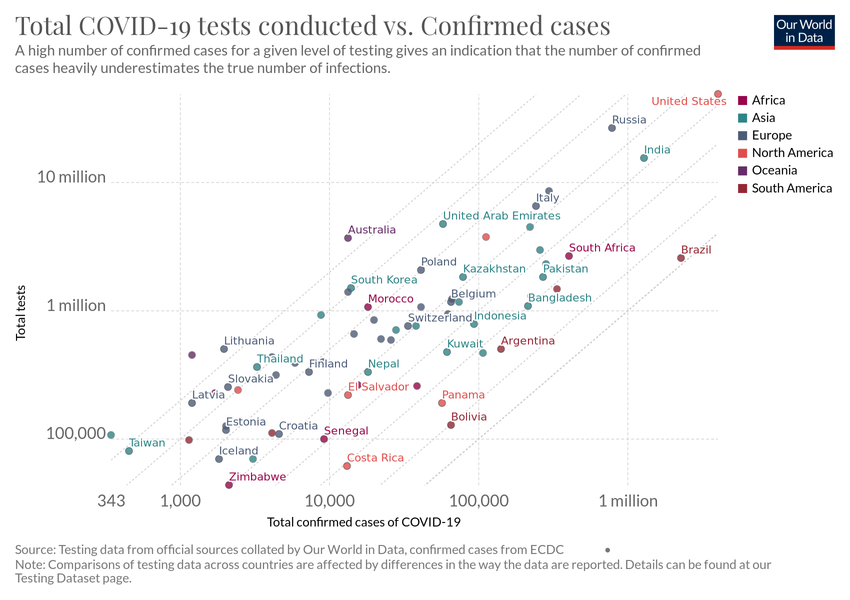 Total COVID-19 tests conducted vs. Confirmed cases
Our World
in Data
A high number of confirmed cases for a given level of testing gives an indication that the number of confirmed
cases heavily underestimates the true number of infections.
United States
Africa
Asia
Europe
North America
Oceania
South America
Russia
India
10 million
Italy
United Arab Emirates
Australia
South Africa
Brazil
Poland
Kazakhstan
Pakistan
South Korea
Morocco
Belgium
Bangladesh
1 million
Switzerland
Indonesia
Total tests
Lithuania
Kuwait
Argentina
Thailand
Finland
Nepal
Slovakia
El Salvador
Latvia
Panama
Bolivia
Estonia
Croatia
Senegal
100,000
Taiwan
Iceland
Costa Rica
Zimbabwe
343
1,000
10,000
100,000
1 million
Total confirmed cases of COVID-19
Source: Testing data from official sources collated by Our World in Data, confirmed cases from ECDC
Note: Comparisons of testing data across countries are affected by differences in the way the data are reported. Details can be found at our
Testing Dataset page.